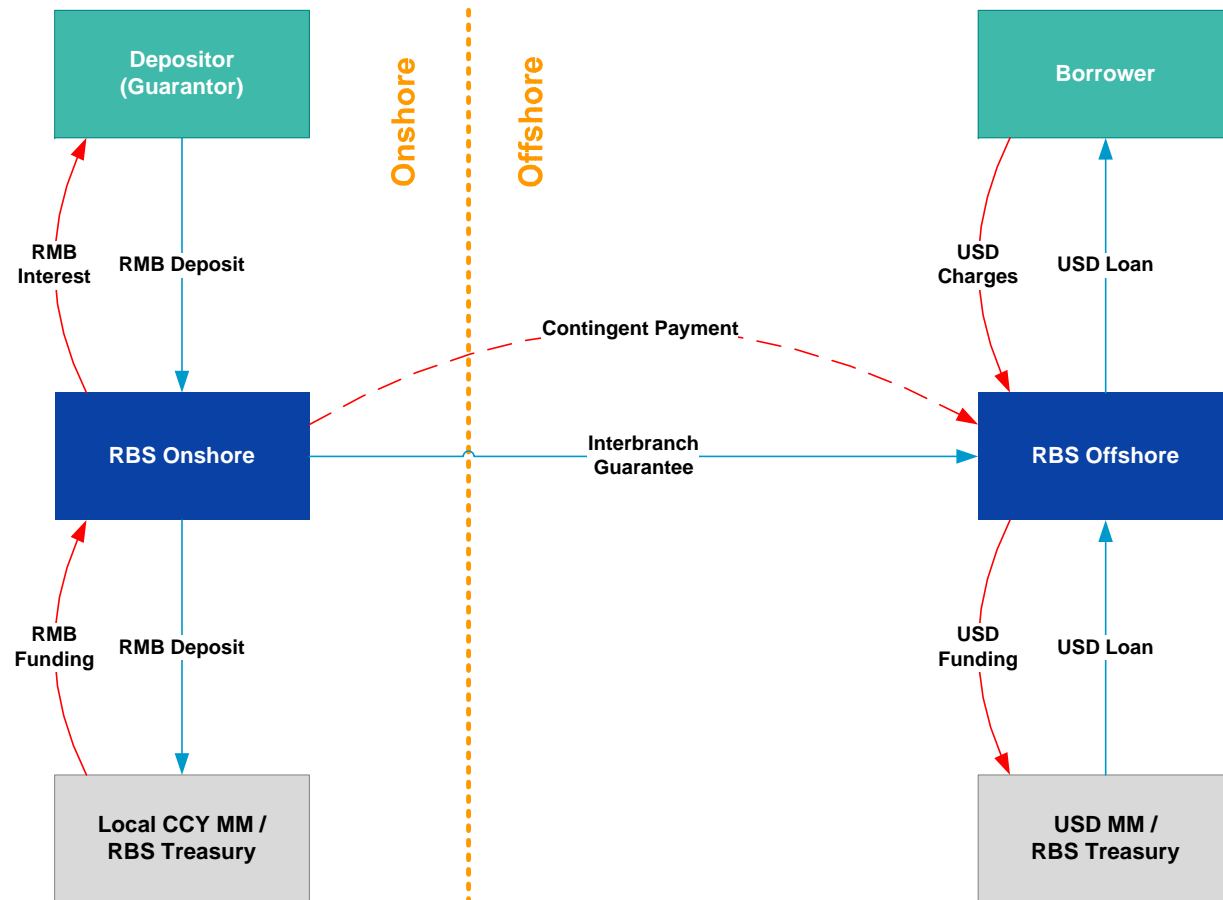 Depositor
(Guarantor)
Onshore
Offshore
Borrower
RMB
Interest
RMB Deposit
USD
Charges
USD Loan
Contingent Payment
RBS Onshore
Interbranch
Guarantee
RBS Offshore
RMB
Funding
RMB Deposit
USD
Funding
USD Loan
Local CCY MM /
RBS Treasury
USD MM /
RBS Treasury